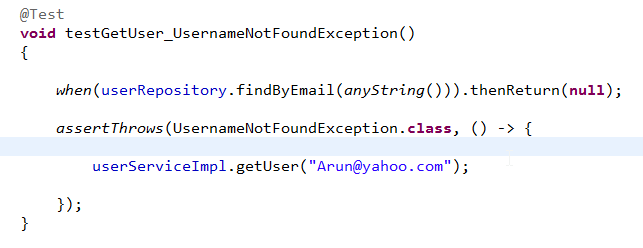 @Test
void testGetUser_UsernameNotFoundException()
{
when(userRepository.findByEmail(anyString())).thenReturn(null);
assertThrows(UsernameNotFoundException.class, () -> {
userServiceImpl.getUser("Arun@yahoo.com");
});
}